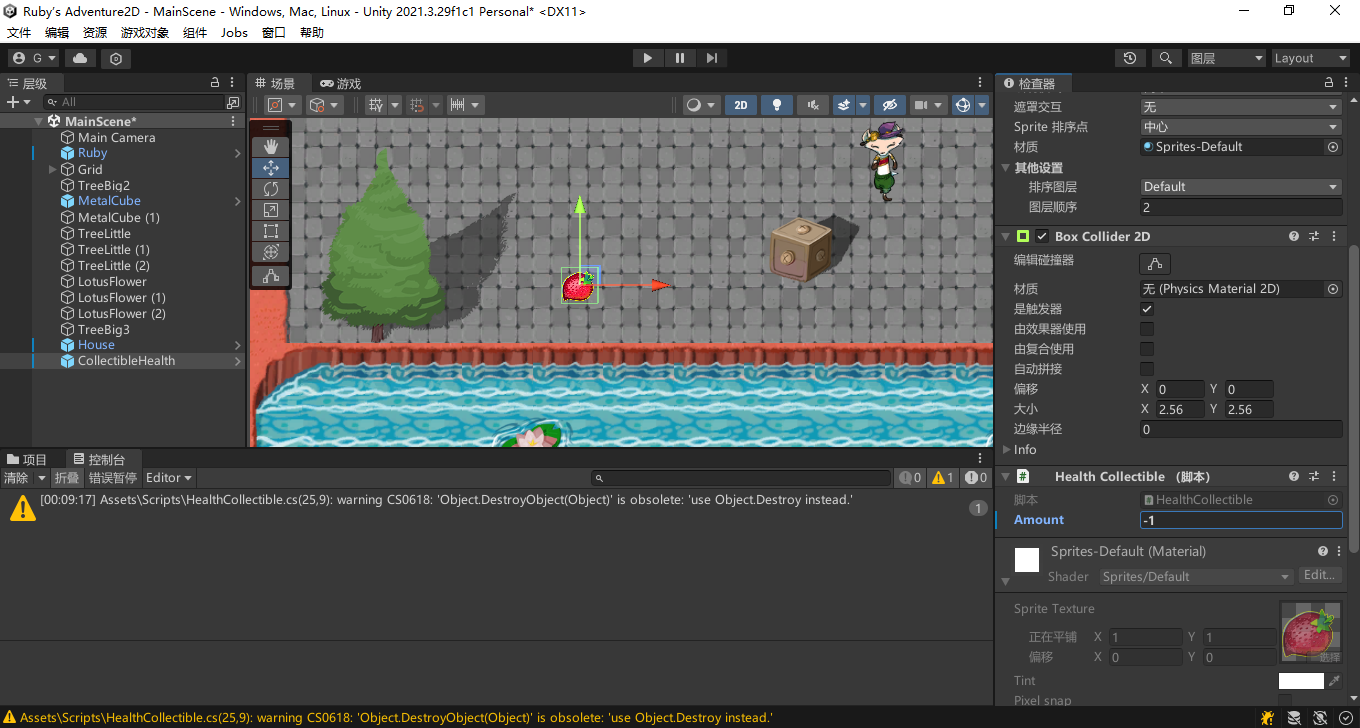 Ruby's Adventure2D - MainScene - Windows, Mac, Linux - Unity 2021.3.29f1c1 Personal* <DX11>
文件 编辑 资源 游戏对象 组件 Jobs 窗口 帮助
G 图层 Layout
层级 # 场景 游戏 检查器
All 2D
MainScene*
Main Camera
Ruby
Grid
TreeBig2
MetalCube
MetalCube (1)
TreeLittle
TreeLittle (1)
TreeLittle (2)
LotusFlower
LotusFlower (1)
LotusFlower (2)
TreeBig3
House
CollectibleHealth
遮罩交互 无
Sprite 排序点 中心
材质 Sprites-Default
其他设置
排序图层 Default
图层顺序 2
Box Collider 2D
编辑碰撞器
材质 无 (Physics Material 2D)
是触发器
由效果器使用
由复合使用
自动拼接
偏移 X 0 Y 0
大小 X 2.56 Y 2.56
边缘半径 0
Info
Health Collectible （脚本）
脚本 HealthCollectible
Amount -1
Sprites-Default (Material)
Shader Sprites/Default Edit...
Sprite Texture
正在平铺 X 1 Y 1
偏移 X 0 Y 0
选择
Tint
Pixel snap
项目 控制台
清除 折叠 错误暂停 Editor 0 1 0
[00:09:17] Assets\Scripts\HealthCollectible.cs(25,9): warning CS0618: 'Object.DestroyObject(Object)' is obsolete: 'use Object.Destroy instead.'
1
Assets\Scripts\HealthCollectible.cs(25,9): warning CS0618: 'Object.DestroyObject(Object)' is obsolete: 'use Object.Destroy instead.'